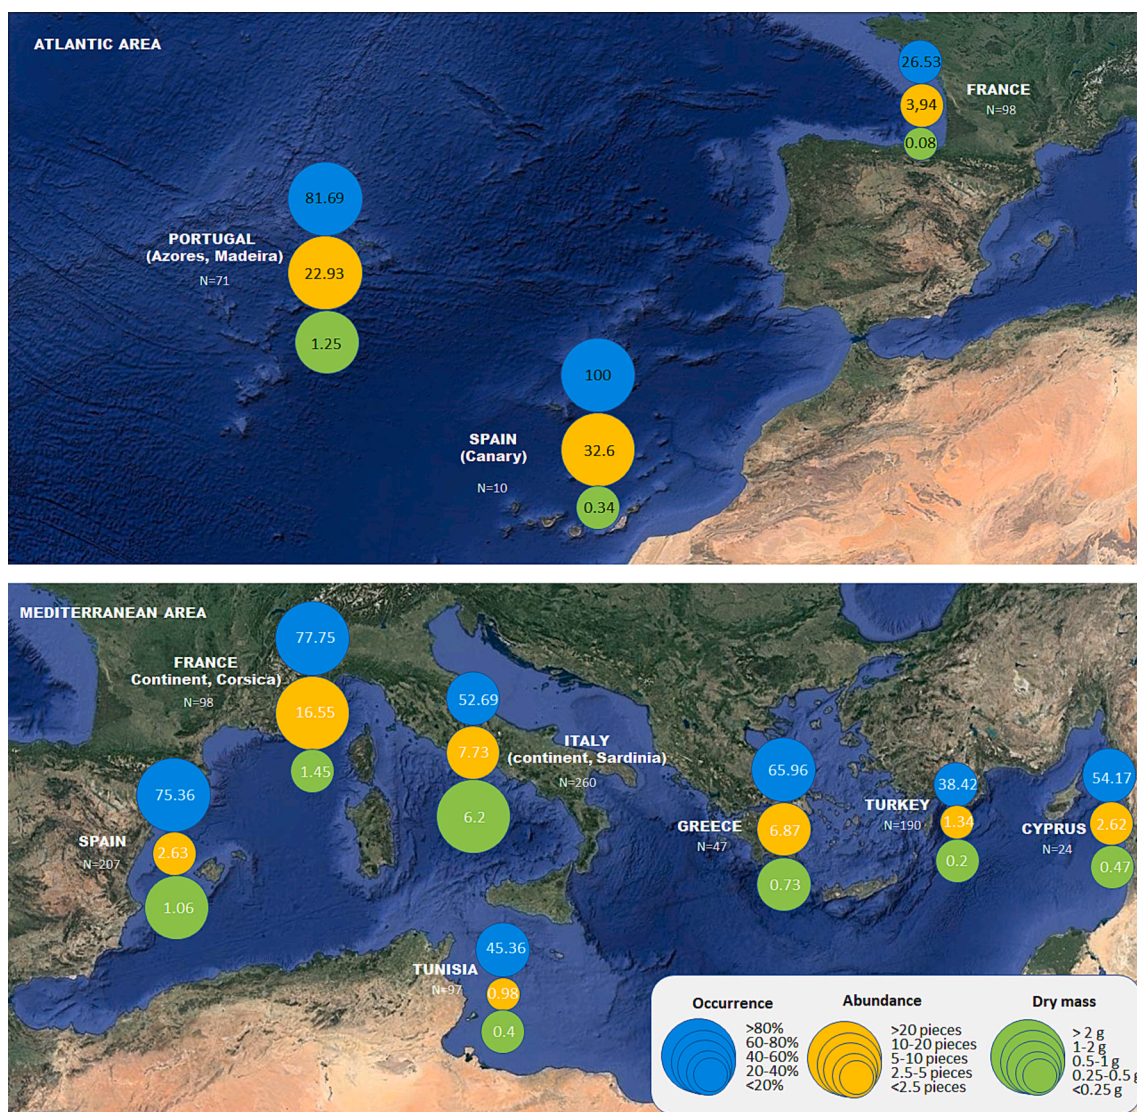 ATLANTIC AREA
26.53
3,94
0.08
FRANCE
N=98
81.69
22.93
1.25
PORTUGAL
(Azores, Madeira)
N=71
100
32.6
0.34
SPAIN
(Canary)
N=10
MEDITERRANEAN AREA
77.75
16.55
1.45
FRANCE
Continent, Corsica)
N=98
52.69
7.73
6.2
ITALY
(continent, Sardinia)
N=260
75.36
2.63
1.06
SPAIN
N=207
65.96
6.87
0.73
GREECE
N=47
38.42
1.34
0.2
TURKEY
N=190
54.17
2.62
0.47
CYPRUS
N=24
45.36
0.98
0.4
TUNISIA
N=97
Occurrence
>80%
60-80%
40-60%
20-40%
<20%
Abundance
>20 pieces
10-20 pieces
5-10 pieces
2.5-5 pieces
<2.5 pieces
Dry mass
> 2 g
1-2 g
0.5-1 g
0.25-0.5 g
<0.25 g